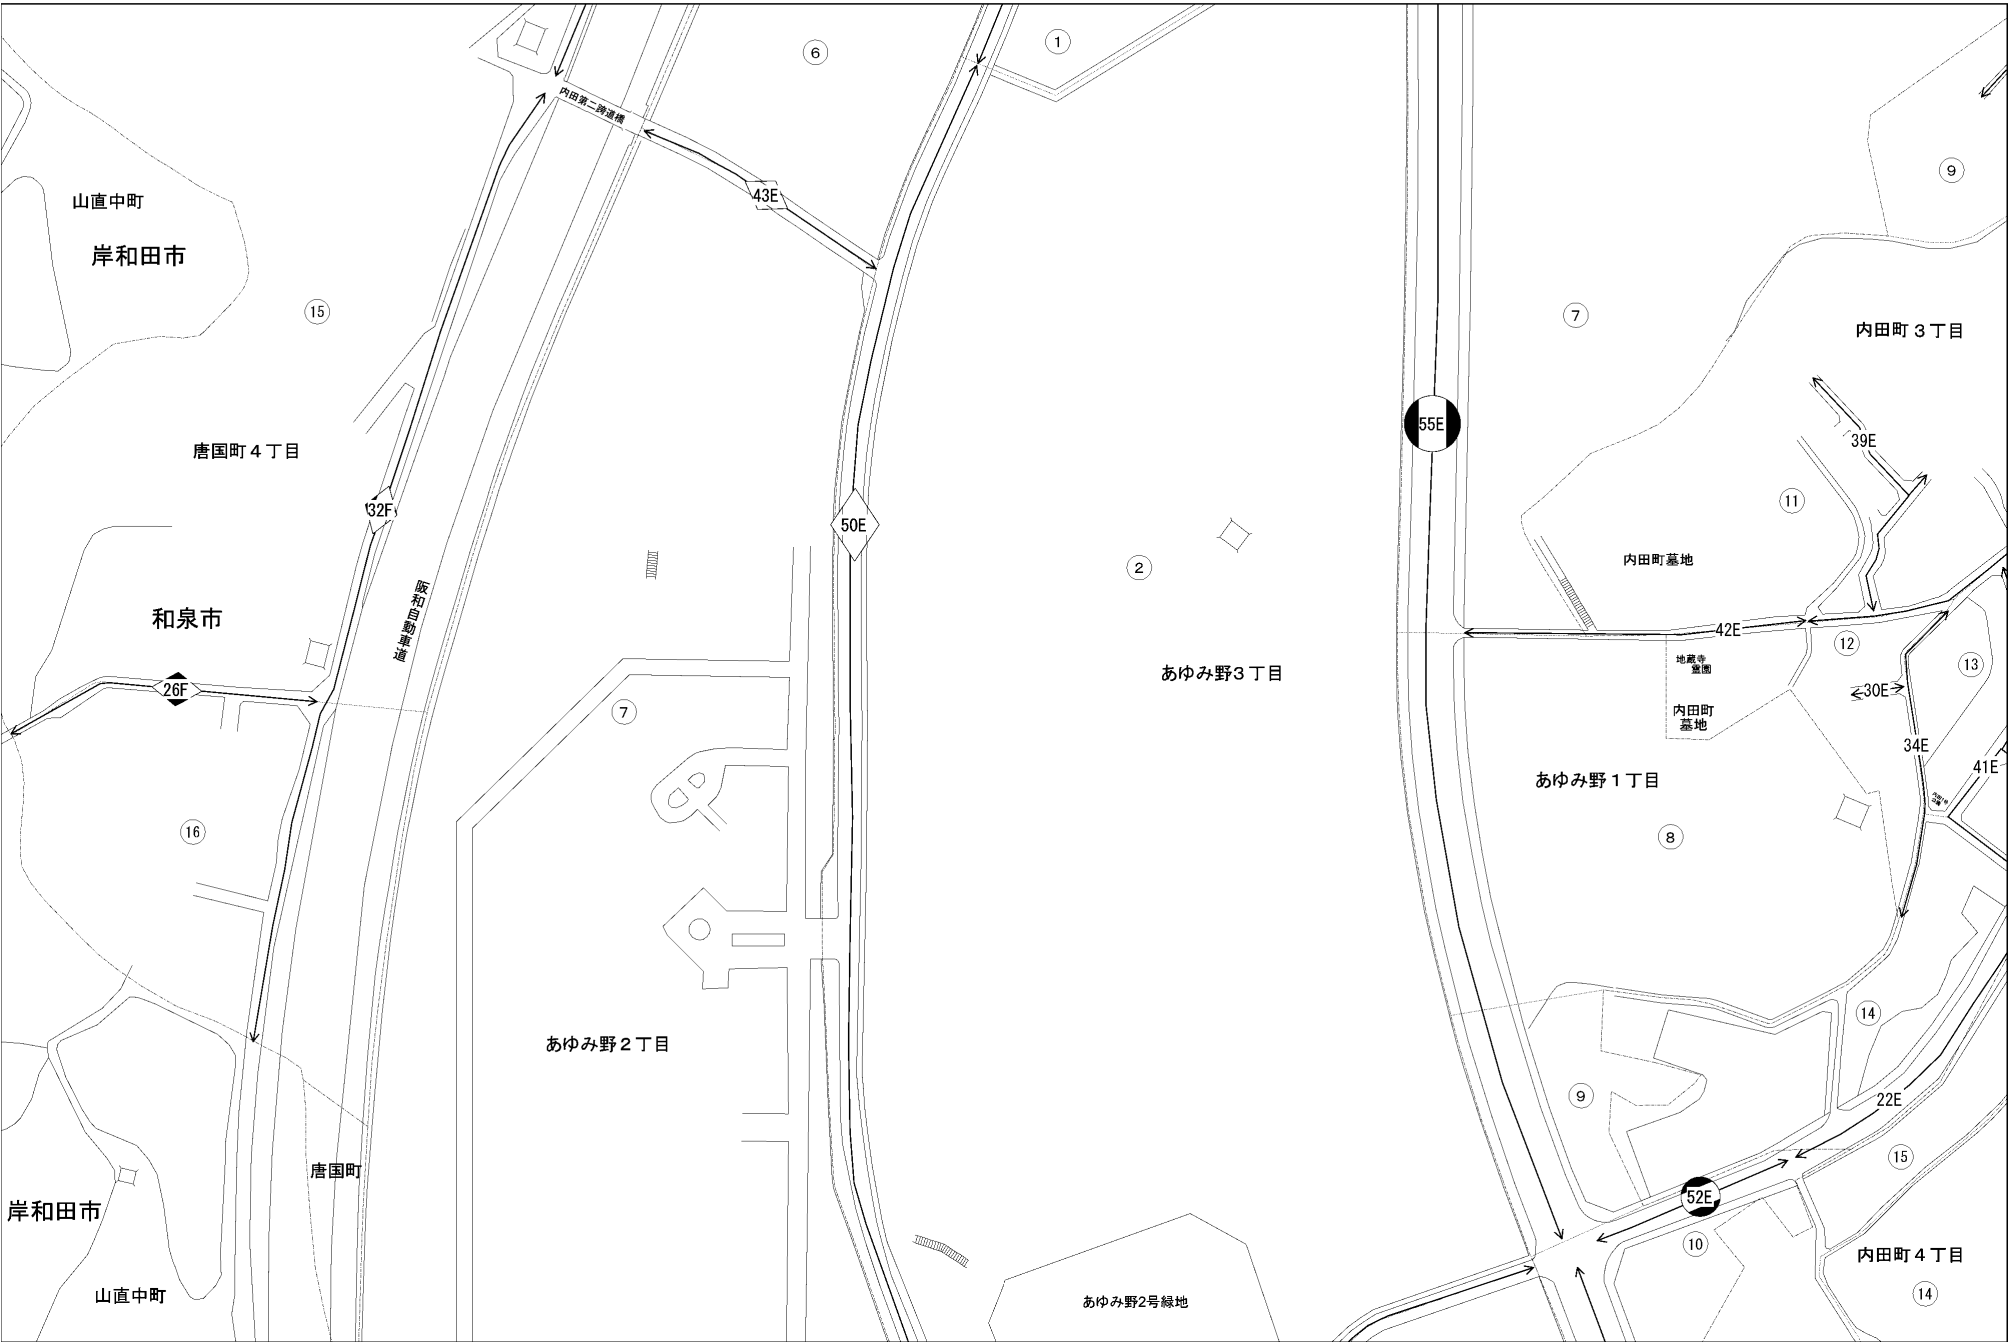 ⑥
①
内田第二跨道橋
⑨
43E
山直中町
岸和田市
⑮
⑦
内田町３丁目
55E
39E
唐国町４丁目
32F
50E
⑪
内田町墓地
②
阪和自動車道
和泉市
42E
⑫
地蔵寺
霊園
⑬
あゆみ野３丁目
26F
30E
⑦
内田町
墓地
34E
41E
あゆみ野１丁目
⑯
⑧
⑭
あゆみ野２丁目
⑨
22E
⑮
唐国町
52E
岸和田市
⑩
内田町４丁目
山直中町
あゆみ野2号緑地
⑭